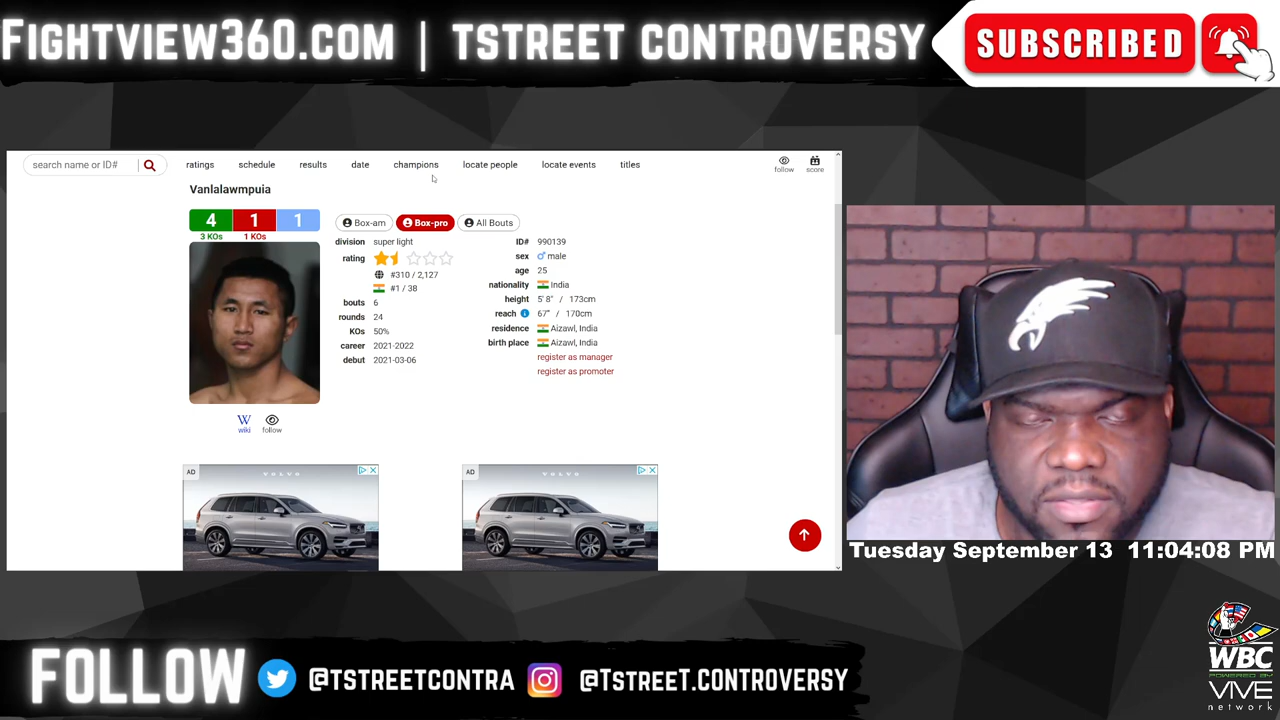 FIGHTVIEW360.COM | TSTREET CONTROVERSY
SUBSCRIBED
search name or ID#
ratings
schedule
results
date
champions
locate people
locate events
titles
follow
score
Vanlalawmpuia
4 1 1
3 KOs 1 KOs
Box-am
Box-pro
All Bouts
division super light
rating
#310 / 2,127
#1 / 38
bouts 6
rounds 24
KOs 50%
career 2021-2022
debut 2021-03-06
ID# 990139
sex male
age 25
nationality India
height 5' 8" / 173cm
reach 67" / 170cm
residence Aizawl, India
birth place Aizawl, India
register as manager
register as promoter
W
wiki
follow
AD
VOLVO
AD
VOLVO
Tuesday September 13 11:04:08 PM
FOLLOW
@TSTREETCONTRA
@TSTREET.CONTROVERSY
WBC
POWERED BY
VIVE
network